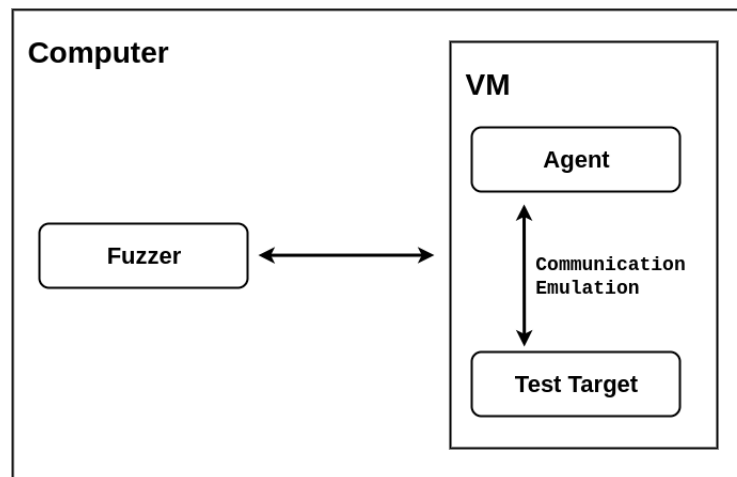 Computer
VM
Agent
Fuzzer
Communication
Emulation
Test Target